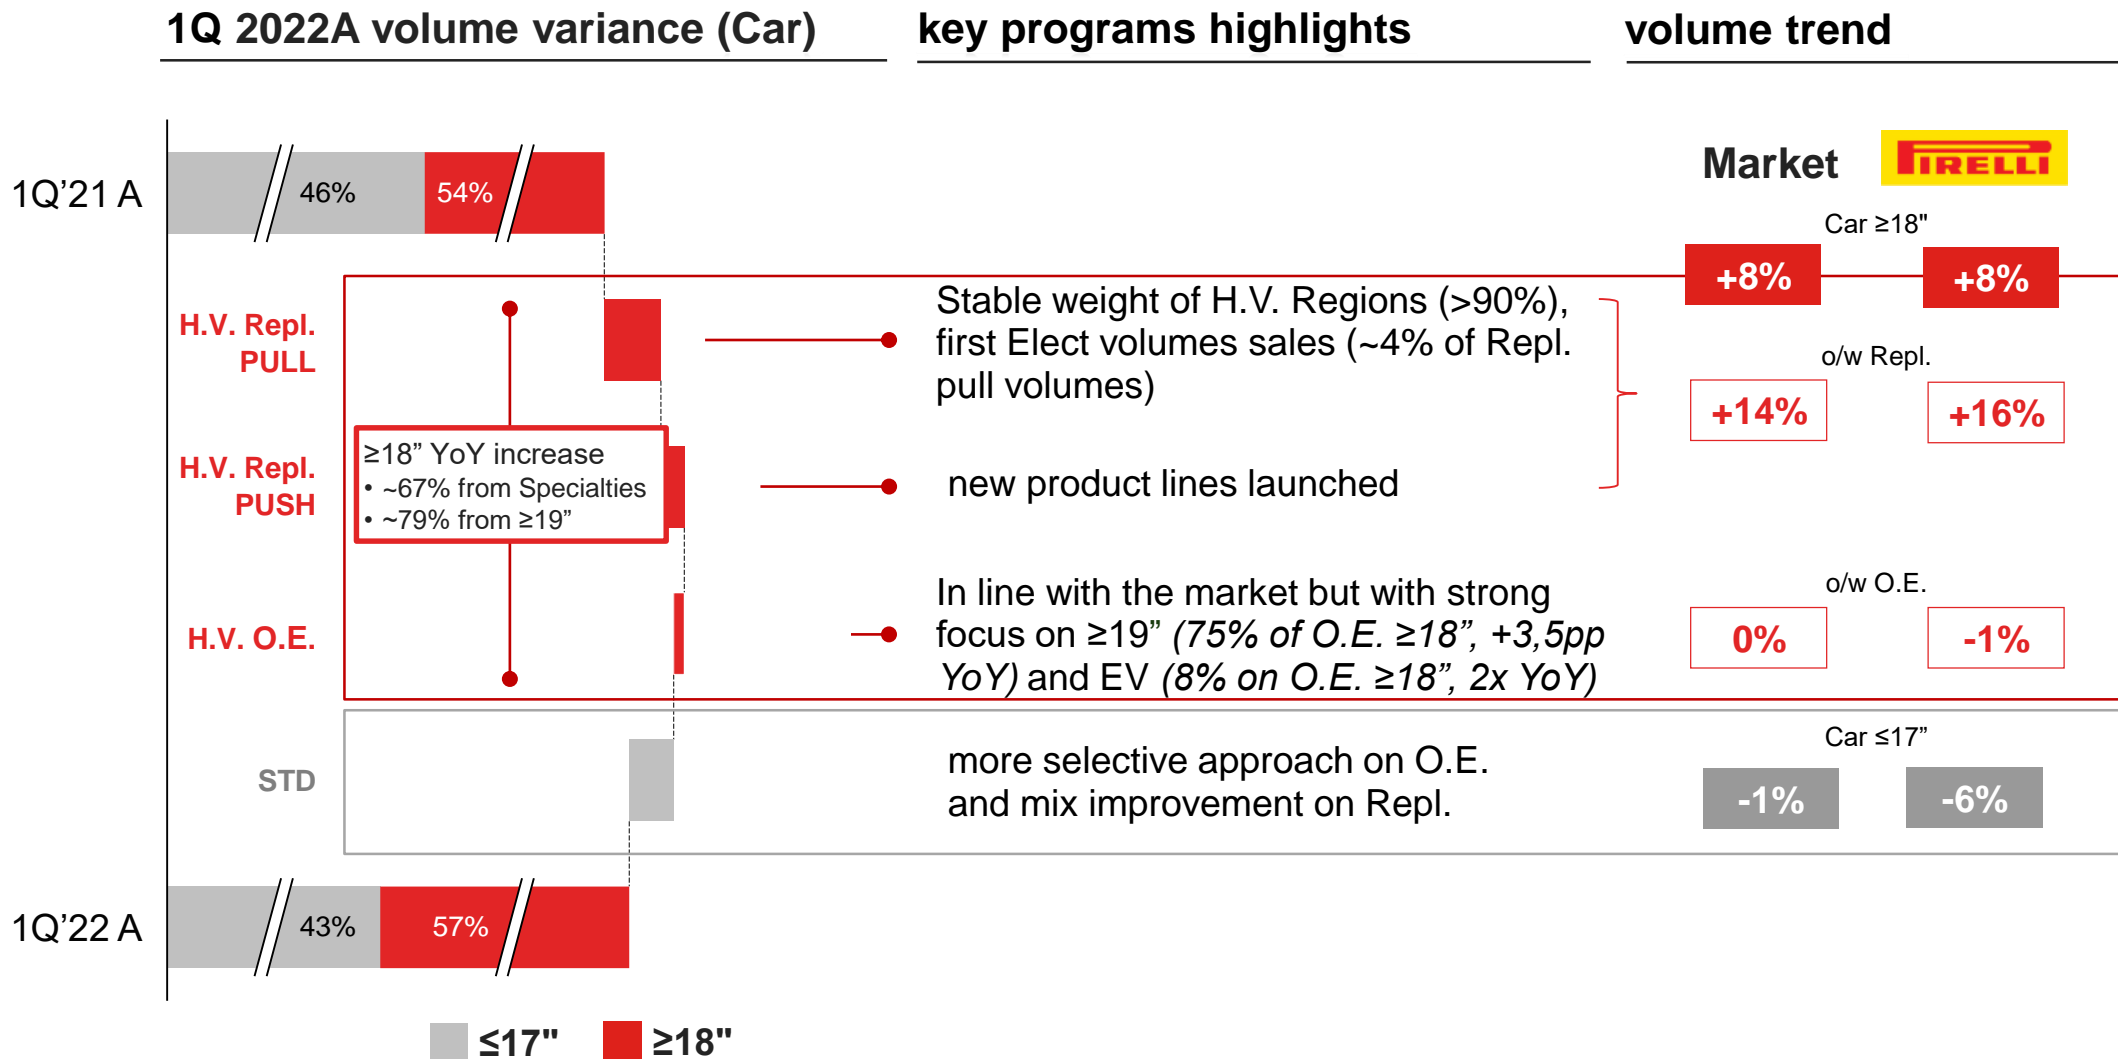 1Q 2022A volume variance (Car)
key programs highlights
volume trend
Market
PIRELLI
1Q’21 A
46%
54%
Car ≥18"
+8%
+8%
H.V. Repl.
PULL
Stable weight of H.V. Regions (>90%),
first Elect volumes sales (~4% of Repl.
pull volumes)
o/w Repl.
+14%
+16%
≥18” YoY increase
• ~67% from Specialties
• ~79% from ≥19”
H.V. Repl.
PUSH
new product lines launched
H.V. O.E.
In line with the market but with strong
focus on ≥19” (75% of O.E. ≥18”, +3,5pp
YoY) and EV (8% on O.E. ≥18”, 2x YoY)
o/w O.E.
0%
-1%
STD
more selective approach on O.E.
and mix improvement on Repl.
Car ≤17”
-1%
-6%
1Q’22 A
43%
57%
≤17"
≥18"